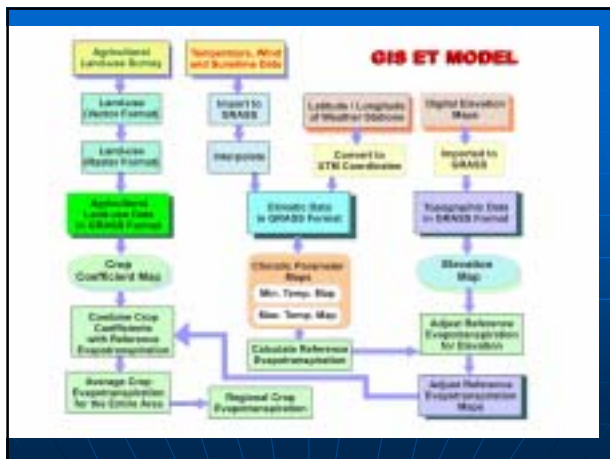 GIS ET MODEL
Agricultural
Landuse Survey
Temperature, Wind
and Sunshine Data
Landuse
(Vector Format)
Import to
GRASS
Latitude / Longitude
of Weather Stations
Digital Elevation
Maps
Landuse
(Raster Format)
Interpolate
Convert to
UTM Coordinates
Imported to
GRASS
Agricultural
Landuse Data
in GRASS Format
Climatic Data
in GRASS Format
Topographic Data
in GRASS Format
Crop
Coefficient Map
Climatic Parameter
Maps
Min. Temp. Map
Max. Temp. Map
Elevation
Map
Combine Crop
Coefficients
with Reference
Evapotranspiration
Calculate Reference
Evapotranspiration
Adjust Reference
Evapotranspiration
for Elevation
Average Crop
Evapotranspiration
for the Entire Area
Regional Crop
Evapotranspiration
Adjust Reference
Evapotranspiration
Maps